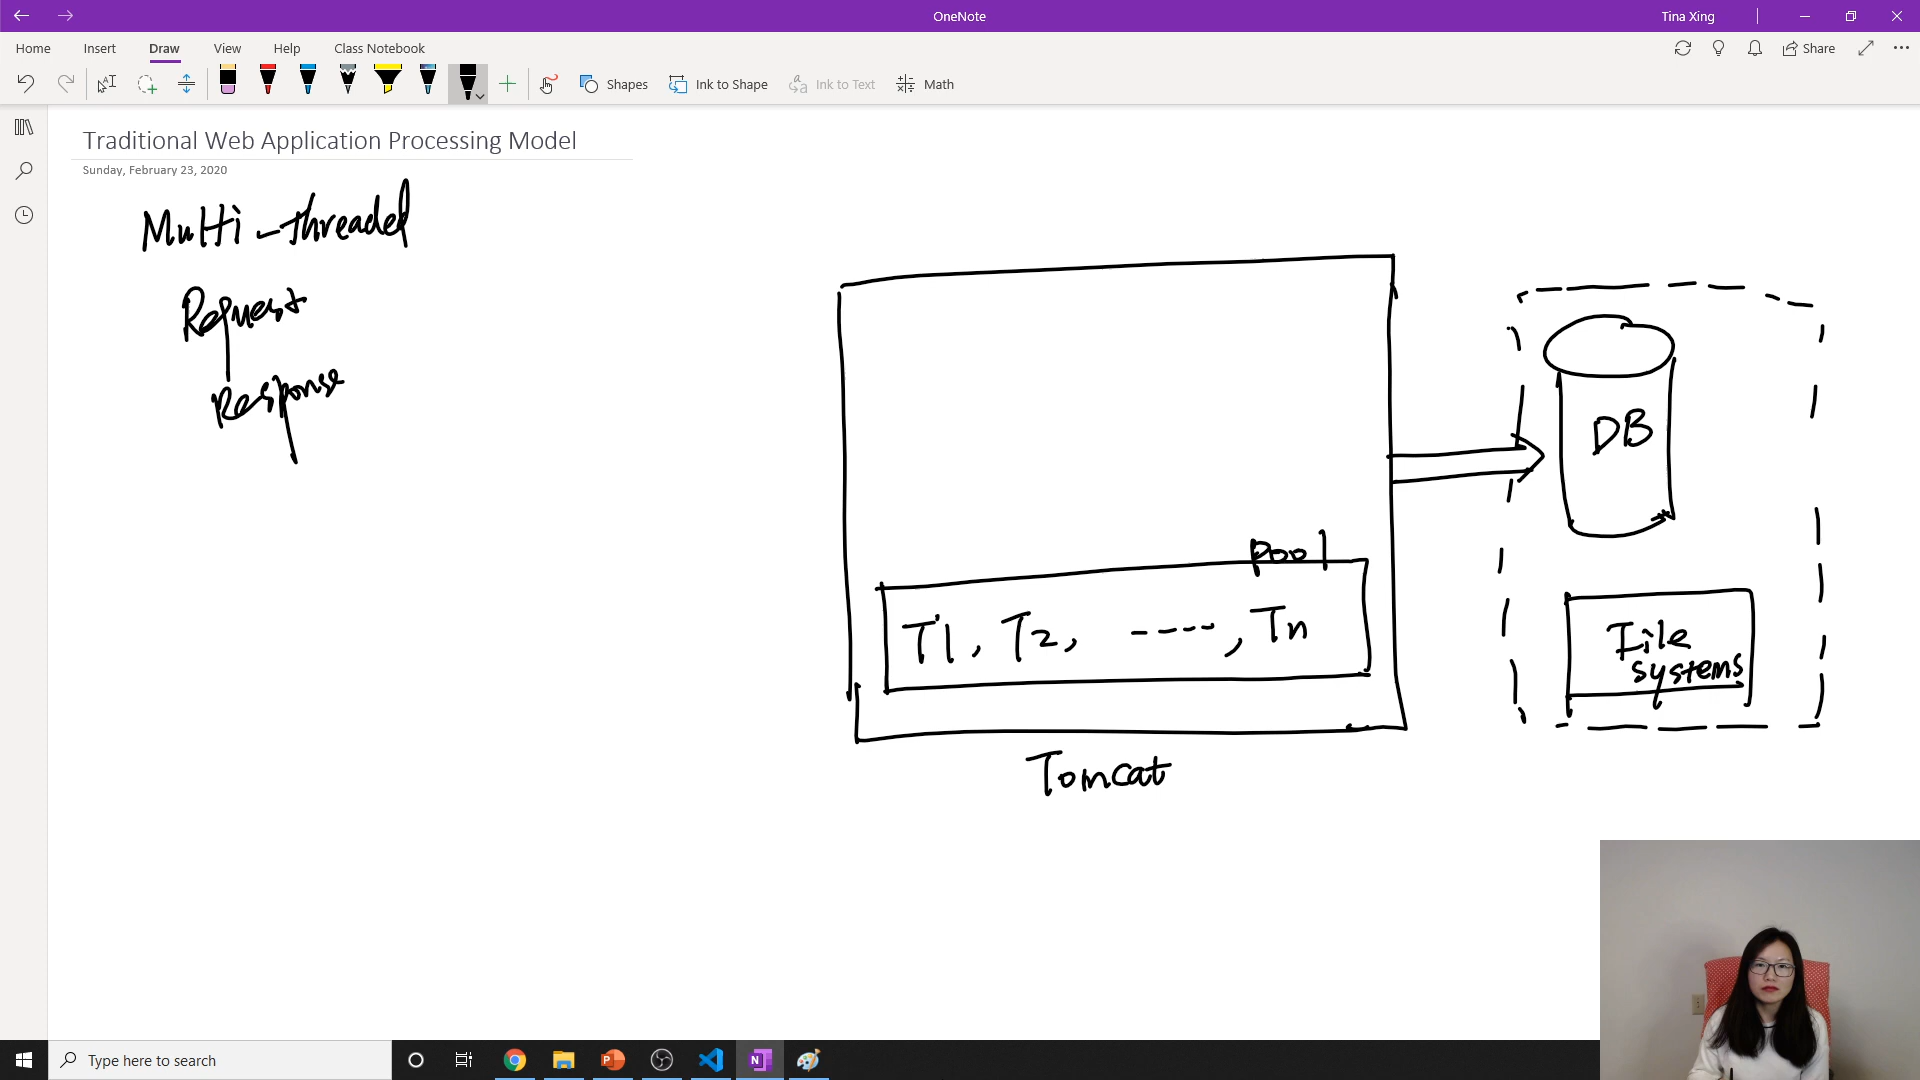 OneNote
Tina Xing
Home Insert Draw View Help Class Notebook
Share
Shapes Ink to Shape Ink to Text Math
Traditional Web Application Processing Model
Sunday, February 23, 2020
Multi-threaded
Request
Response
DB
pool
T1, T2, ----, Tn
File
systems
Tomcat
Type here to search